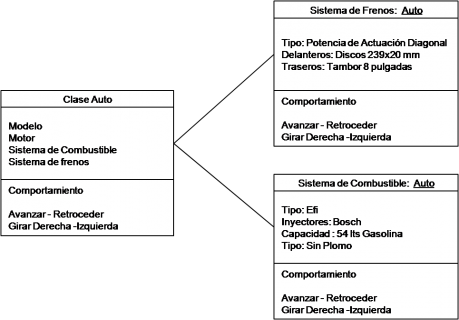 Clase Auto
Modelo
Motor
Sistema de Combustible
Sistema de frenos
Comportamiento
Avanzar - Retroceder
Girar Derecha -Izquierda
Sistema de Frenos: Auto
Tipo: Potencia de Actuación Diagonal
Delanteros: Discos 239x20 mm
Traseros: Tambor 8 pulgadas
Comportamiento
Avanzar - Retroceder
Girar Derecha -Izquierda
Sistema de Combustible: Auto
Tipo: Efi
Inyectores: Bosch
Capacidad : 54 lts Gasolina
Tipo: Sin Plomo
Comportamiento
Avanzar - Retroceder
Girar Derecha -Izquierda